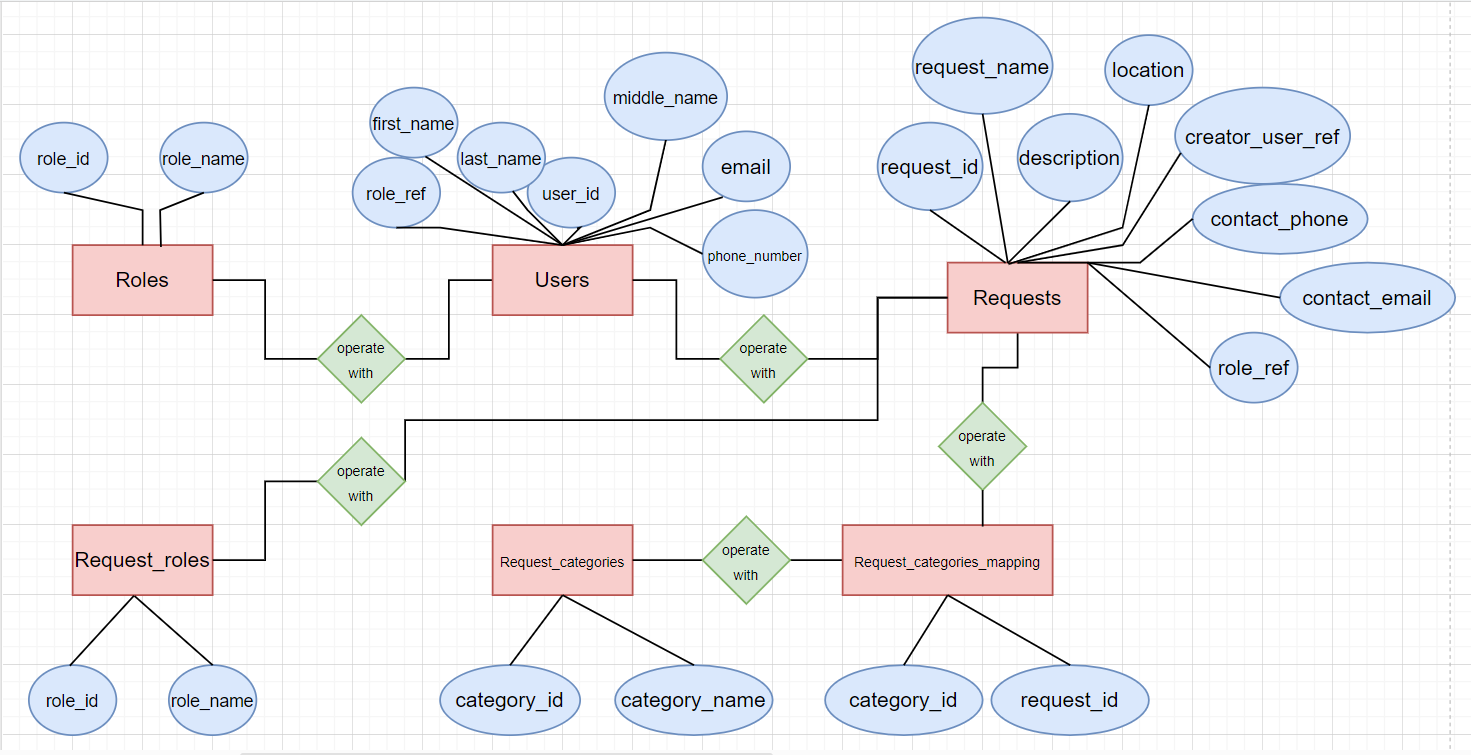 request_name
location
middle_name
first_name
creator_user_ref
role_id
role_name
last_name
email
request_id
description
role_ref
user_id
contact_phone
phone_number
Roles
Users
Requests
contact_email
operate
with
operate
with
role_ref
operate
with
operate
with
Request_roles
Request_categories
operate
with
Request_categories_mapping
role_id
role_name
category_id
category_name
category_id
request_id